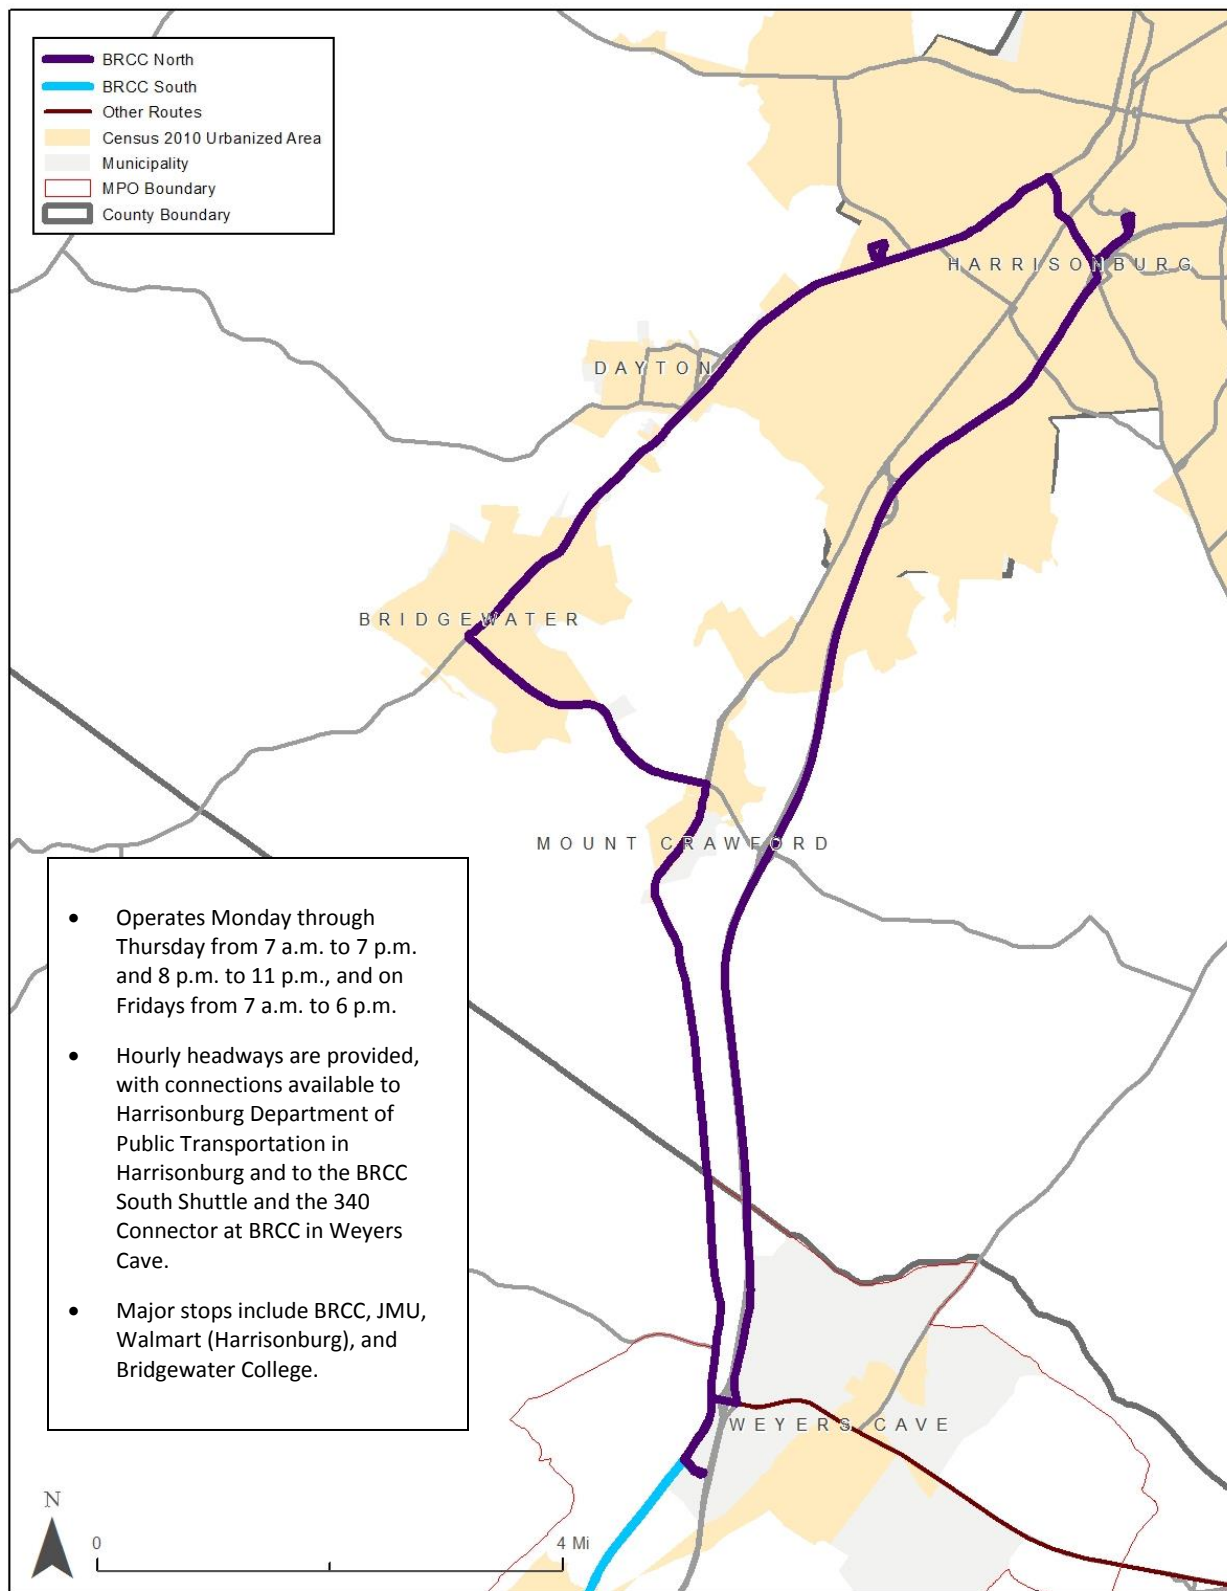 BRCC North
BRCC South
Other Routes
Census 2010 Urbanized Area
Municipality
MPO Boundary
County Boundary
HARRISONBURG
DAYTON
BRIDGEWATER
MOUNT CRAWFORD
• Operates Monday through
Thursday from 7 a.m. to 7 p.m.
and 8 p.m. to 11 p.m., and on
Fridays from 7 a.m. to 6 p.m.
• Hourly headways are provided,
with connections available to
Harrisonburg Department of
Public Transportation in
Harrisonburg and to the BRCC
South Shuttle and the 340
Connector at BRCC in Weyers
Cave.
• Major stops include BRCC, JMU,
Walmart (Harrisonburg), and
Bridgewater College.
WEYERS CAVE
N
0 4 Mi